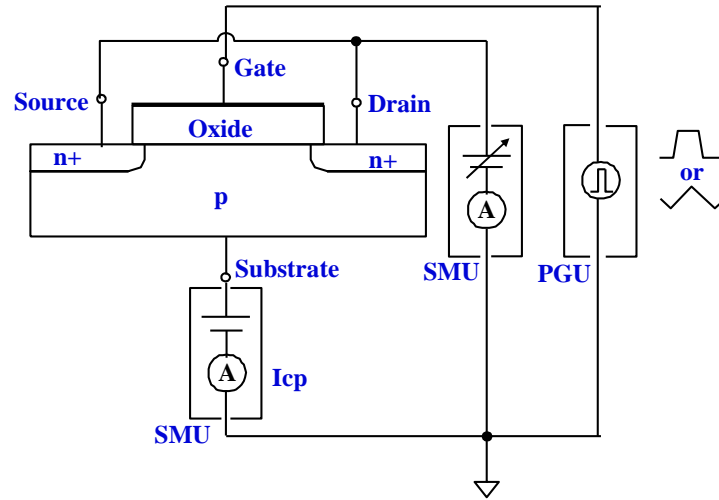 Gate
Source
Drain
Oxide
n+
n+
p
A
SMU
PGU
or
Substrate
A
Icp
SMU